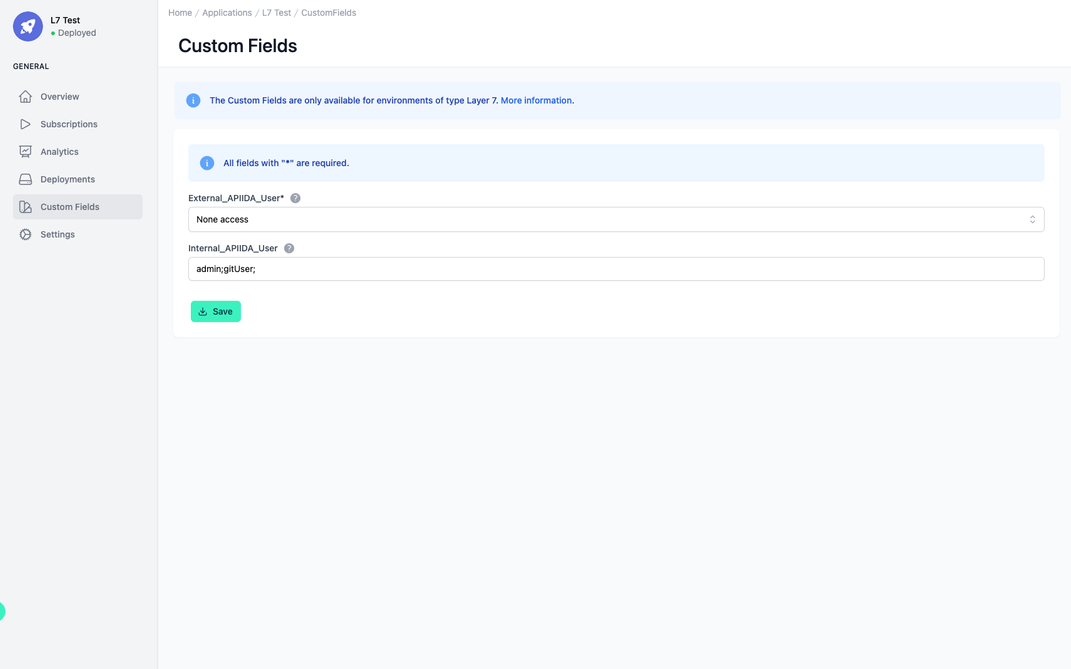 L7 Test
Deployed
GENERAL
Overview
Subscriptions
Analytics
Deployments
Custom Fields
Settings
Home / Applications / L7 Test / CustomFields
Custom Fields
The Custom Fields are only available for environments of type Layer 7. More information.
All fields with "*" are required.
External_APIIDA_User*
None access
Internal_APIIDA_User
admin;gitUser;
Save